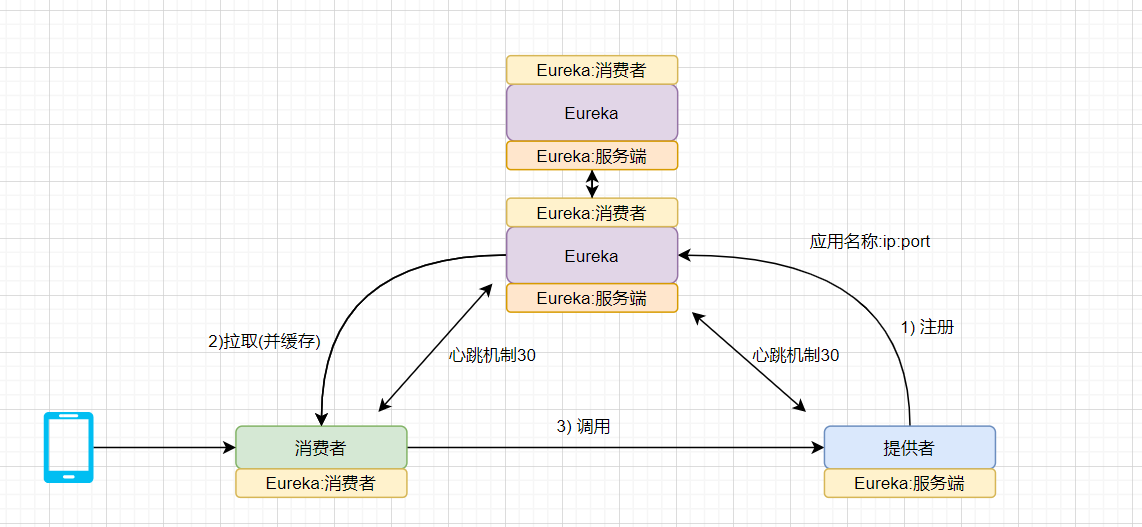 Eureka:消费者
Eureka
Eureka:服务端
Eureka:消费者
Eureka
Eureka:服务端
应用名称:ip:port
1) 注册
2)拉取(并缓存)
心跳机制30
心跳机制30
3) 调用
消费者
Eureka:消费者
提供者
Eureka:服务端